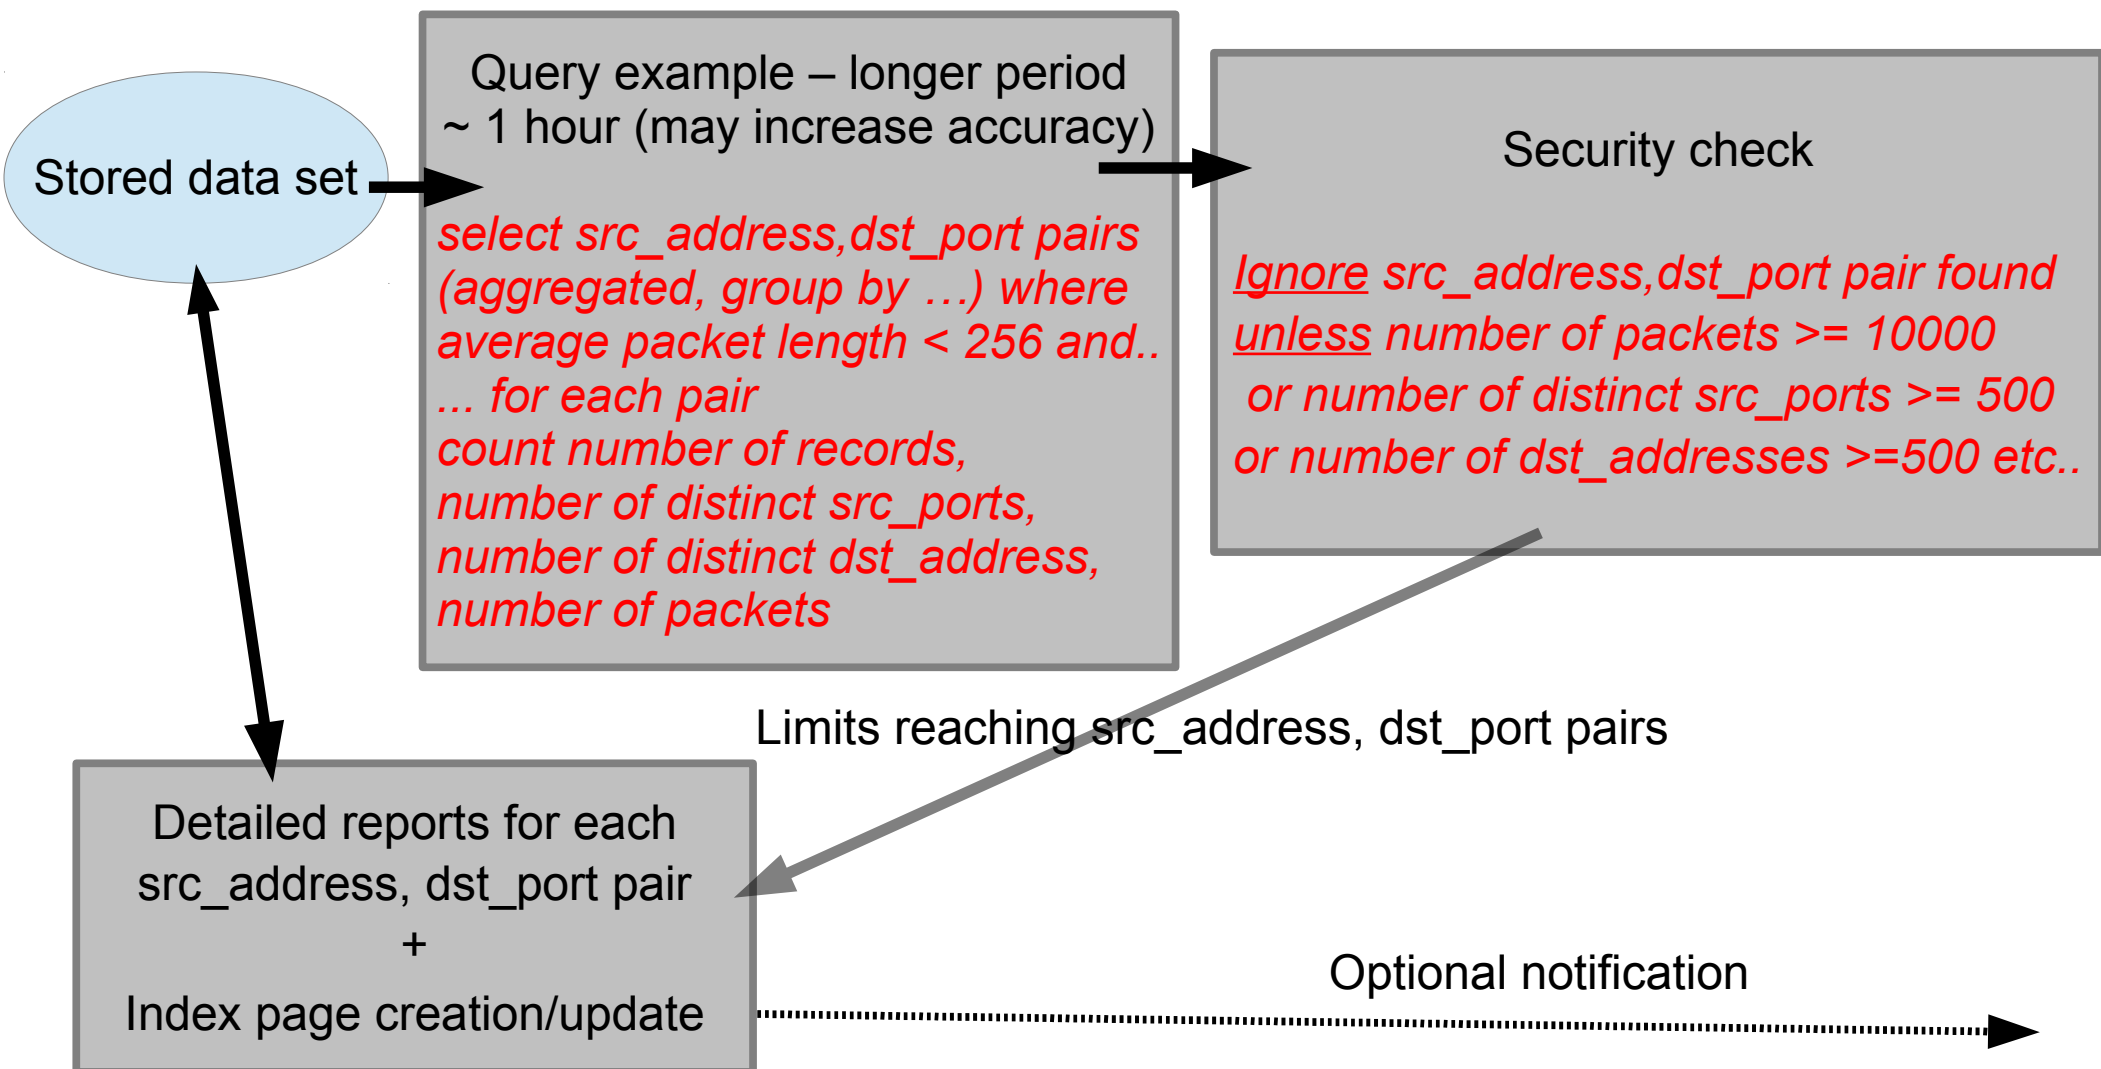 Stored data set
Query example – longer period
~ 1 hour (may increase accuracy)
select src_address,dst_port pairs
(aggregated, group by …) where
average packet length < 256 and..
... for each pair
count number of records,
number of distinct src_ports,
number of distinct dst_address,
number of packets
Security check
Ignore src_address,dst_port pair found
unless number of packets >= 10000
or number of distinct src_ports >= 500
or number of dst_addresses >=500 etc..
Limits reaching src_address, dst_port pairs
Detailed reports for each
src_address, dst_port pair
+
Index page creation/update
Optional notification